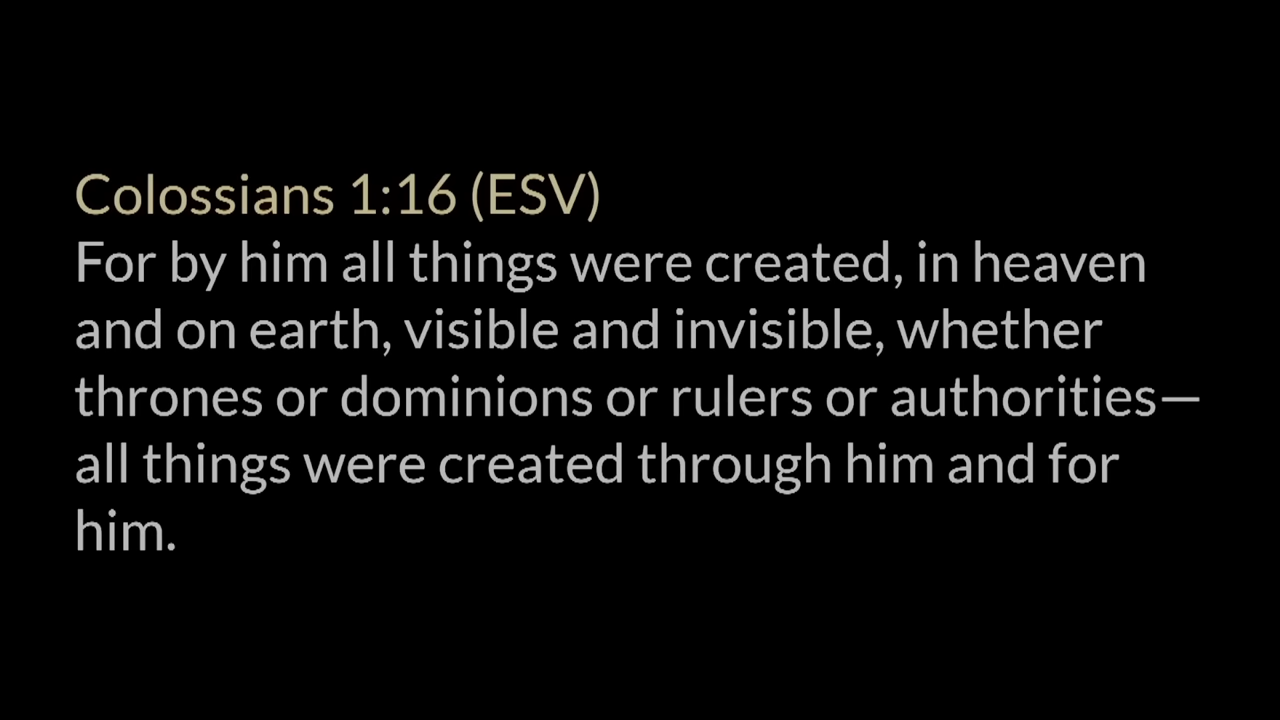 Colossians 1:16 (ESV)
For by him all things were created, in heaven
and on earth, visible and invisible, whether
thrones or dominions or rulers or authorities—
all things were created through him and for
him.